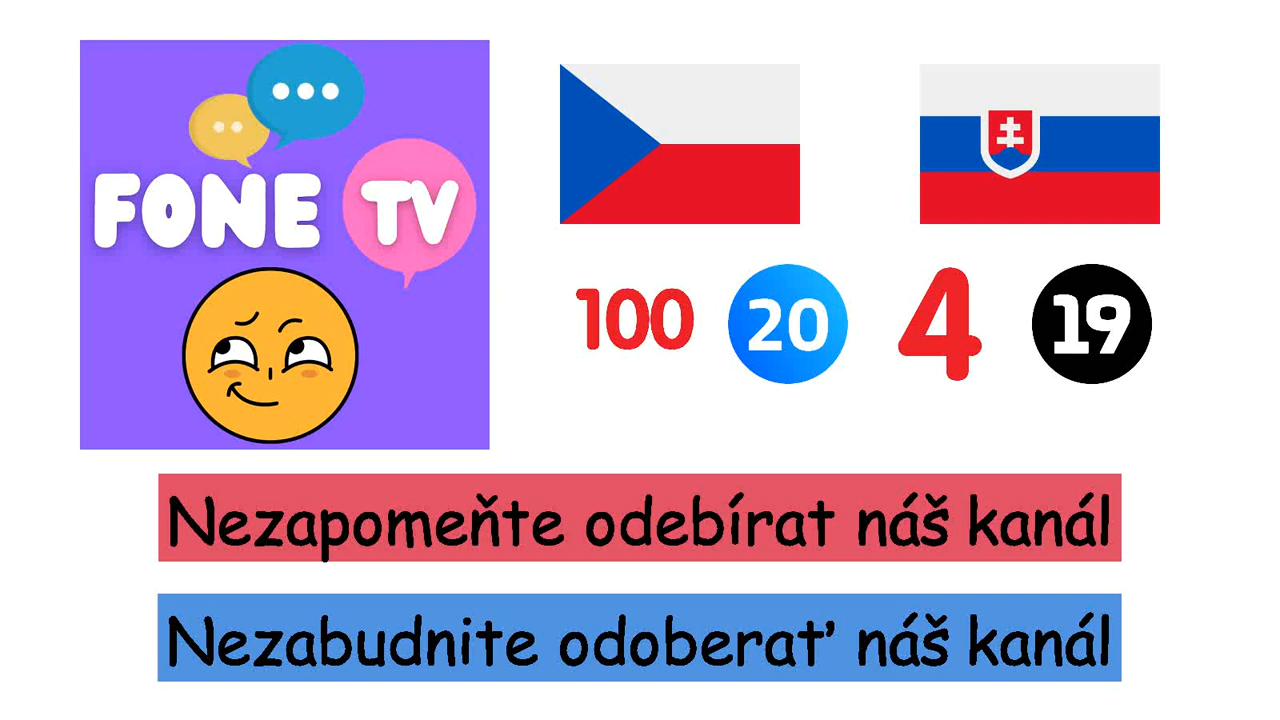 FONE TV
100 20 4 19
Nezapomeňte odebírat náš kanál
Nezabudnite odoberať náš kanál